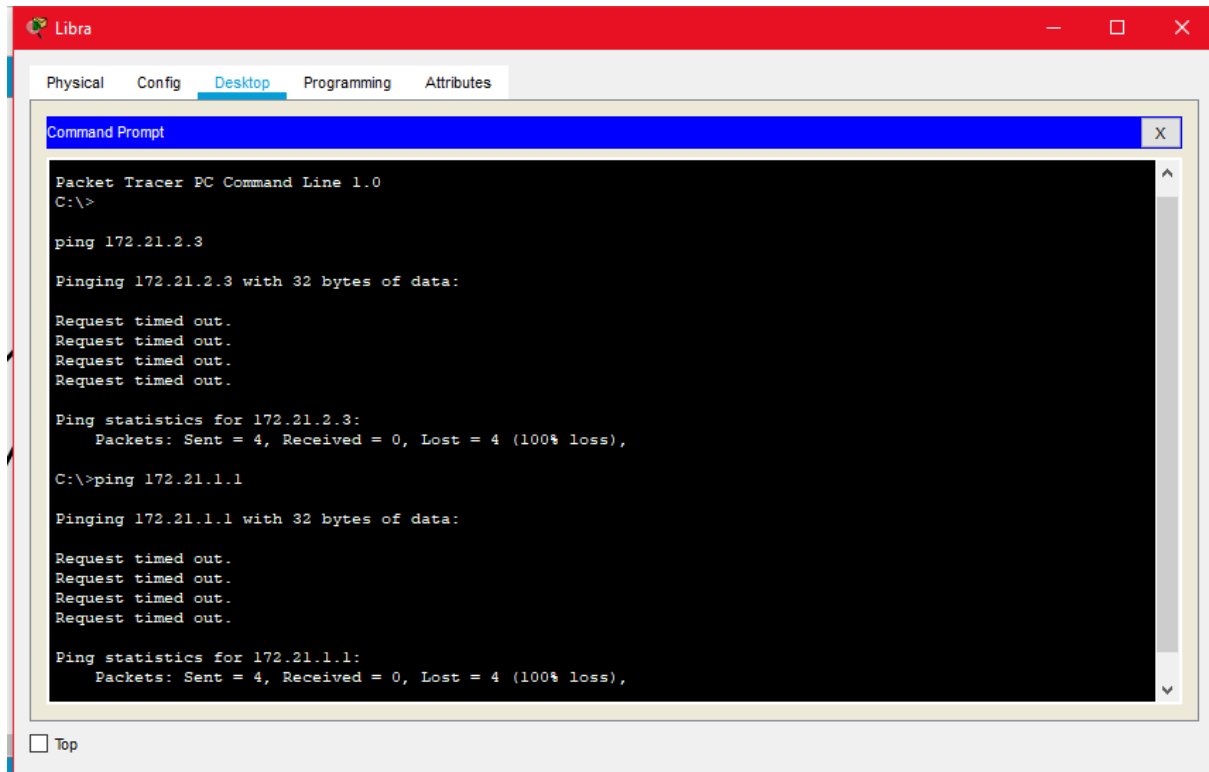 Libra
Physical Config Desktop Programming Attributes
Command Prompt
X
Packet Tracer PC Command Line 1.0
C:\>
ping 172.21.2.3
Pinging 172.21.2.3 with 32 bytes of data:
Request timed out.
Request timed out.
Request timed out.
Request timed out.
Ping statistics for 172.21.2.3:
Packets: Sent = 4, Received = 0, Lost = 4 (100% loss),
C:\>ping 172.21.1.1
Pinging 172.21.1.1 with 32 bytes of data:
Request timed out.
Request timed out.
Request timed out.
Request timed out.
Ping statistics for 172.21.1.1:
Packets: Sent = 4, Received = 0, Lost = 4 (100% loss),
Top